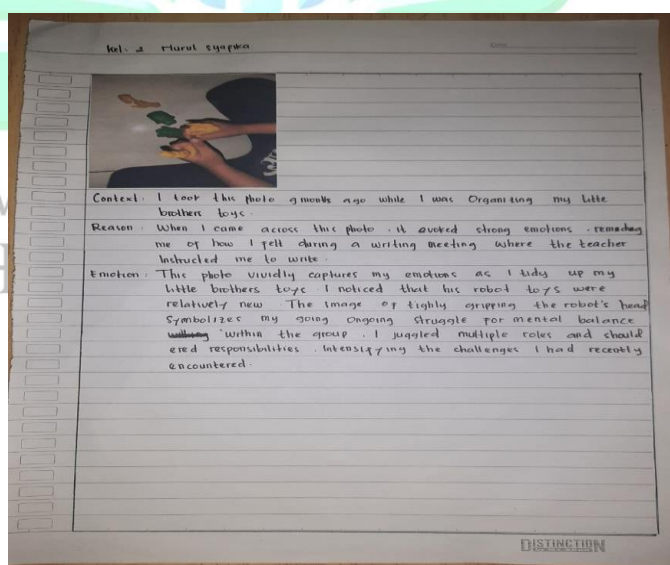 Kel. 2 Nurul Syapika
Context. I took this photo 9 months ago while I was Organizing my little
brothers toys.
Reason. When I came across this photo. it evoked strong emotions. reminding
me of how I felt during a writing meeting where the teacher
Instructed me to write.
Emotion. This photo vividly captures my emotions as I tidy up my
little brothers toys. I noticed that his robot toys were
relatively new. The image of tighly gripping the robot's head
Symbolizes my going Ongoing struggle for mental balance
within the group. I juggled multiple roles and should
ered responsibilities. Intensifying the challenges I had recently
encountered.
DISTINCTION